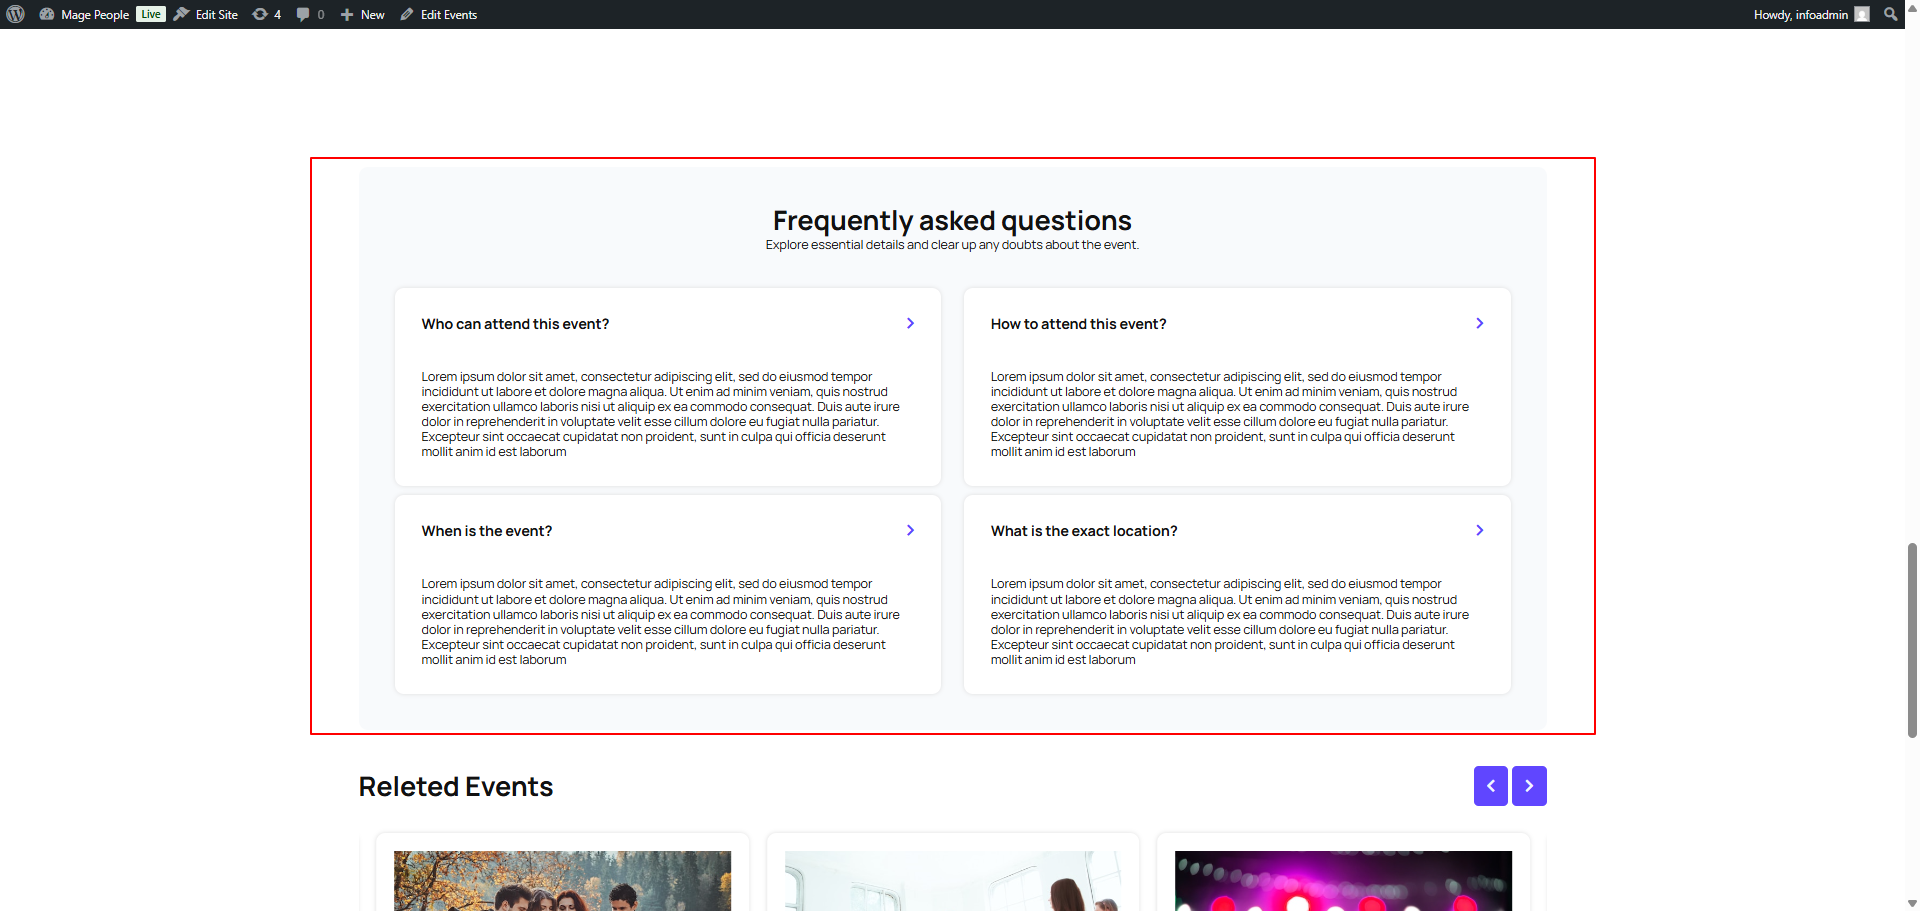 Mage People Live Edit Site 4 0 New Edit Events Howdy, infoadmin
Frequently asked questions
Explore essential details and clear up any doubts about the event.
Who can attend this event?
Lorem ipsum dolor sit amet, consectetur adipiscing elit, sed do eiusmod tempor
incididunt ut labore et dolore magna aliqua. Ut enim ad minim veniam, quis nostrud
exercitation ullamco laboris nisi ut aliquip ex ea commodo consequat. Duis aute irure
dolor in reprehenderit in voluptate velit esse cillum dolore eu fugiat nulla pariatur.
Excepteur sint occaecat cupidatat non proident, sunt in culpa qui officia deserunt
mollit anim id est laborum
How to attend this event?
Lorem ipsum dolor sit amet, consectetur adipiscing elit, sed do eiusmod tempor
incididunt ut labore et dolore magna aliqua. Ut enim ad minim veniam, quis nostrud
exercitation ullamco laboris nisi ut aliquip ex ea commodo consequat. Duis aute irure
dolor in reprehenderit in voluptate velit esse cillum dolore eu fugiat nulla pariatur.
Excepteur sint occaecat cupidatat non proident, sunt in culpa qui officia deserunt
mollit anim id est laborum
When is the event?
Lorem ipsum dolor sit amet, consectetur adipiscing elit, sed do eiusmod tempor
incididunt ut labore et dolore magna aliqua. Ut enim ad minim veniam, quis nostrud
exercitation ullamco laboris nisi ut aliquip ex ea commodo consequat. Duis aute irure
dolor in reprehenderit in voluptate velit esse cillum dolore eu fugiat nulla pariatur.
Excepteur sint occaecat cupidatat non proident, sunt in culpa qui officia deserunt
mollit anim id est laborum
What is the exact location?
Lorem ipsum dolor sit amet, consectetur adipiscing elit, sed do eiusmod tempor
incididunt ut labore et dolore magna aliqua. Ut enim ad minim veniam, quis nostrud
exercitation ullamco laboris nisi ut aliquip ex ea commodo consequat. Duis aute irure
dolor in reprehenderit in voluptate velit esse cillum dolore eu fugiat nulla pariatur.
Excepteur sint occaecat cupidatat non proident, sunt in culpa qui officia deserunt
mollit anim id est laborum
Releted Events